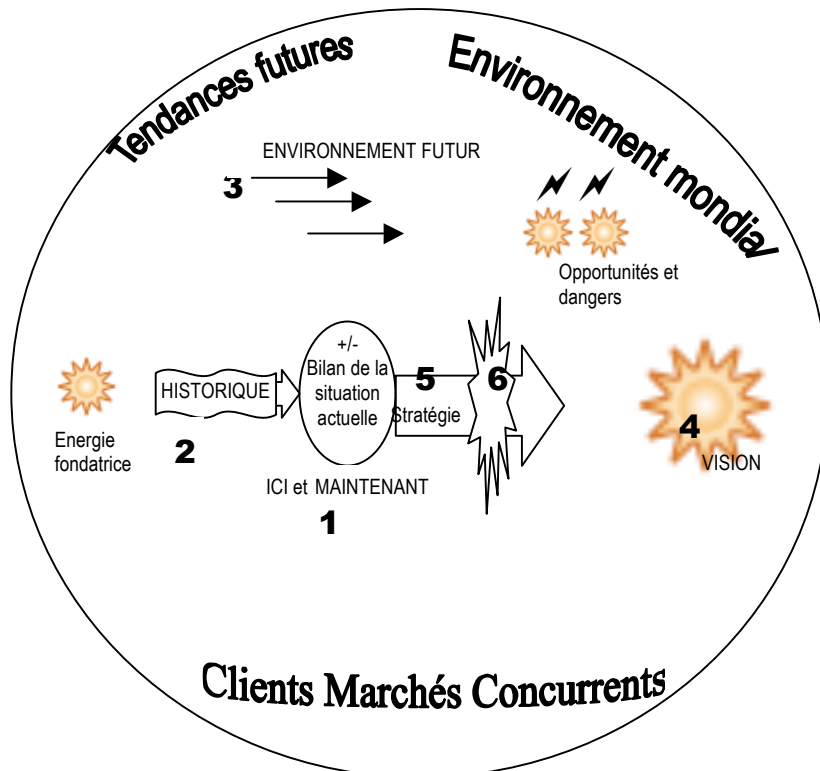 Tendances futures
Environnement mondial
ENVIRONNEMENT FUTUR
3
Opportunités et
dangers
+/-
Bilan de la
situation
actuelle
HISTORIQUE
5
Stratégie
6
4
VISION
Energie
fondatrice
2
ICI et MAINTENANT
1
Clients Marchés Concurrents